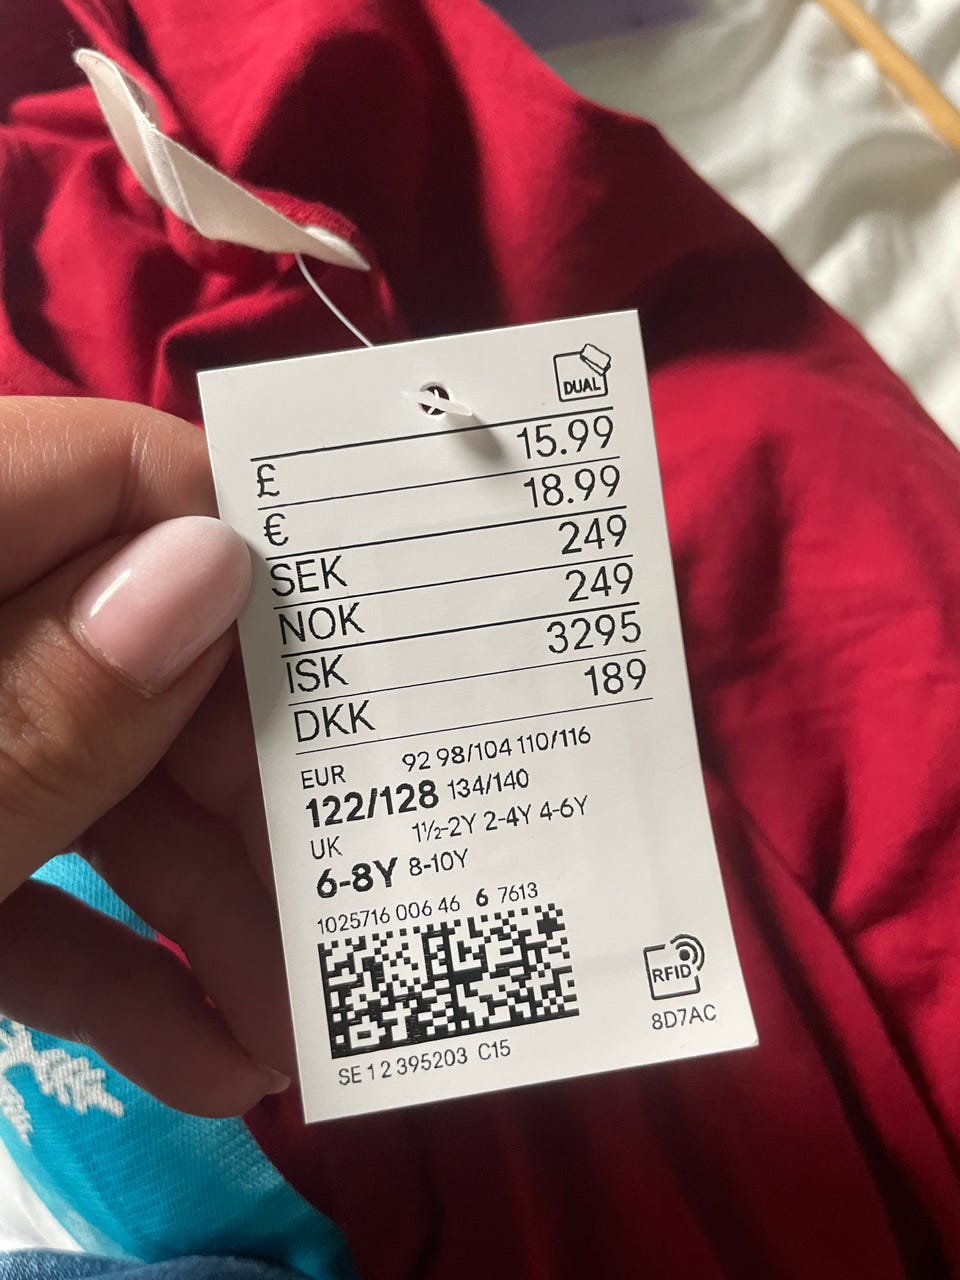 DUAL
£ 15.99
€ 18.99
SEK 249
NOK 249
ISK 3295
DKK 189
EUR 92 98/104 110/116
122/128 134/140
UK 1½-2Y 2-4Y 4-6Y
6-8Y 8-10Y
1025716 006 46 6 7613
RFID
8D7AC
SE 1 2 395203 C15